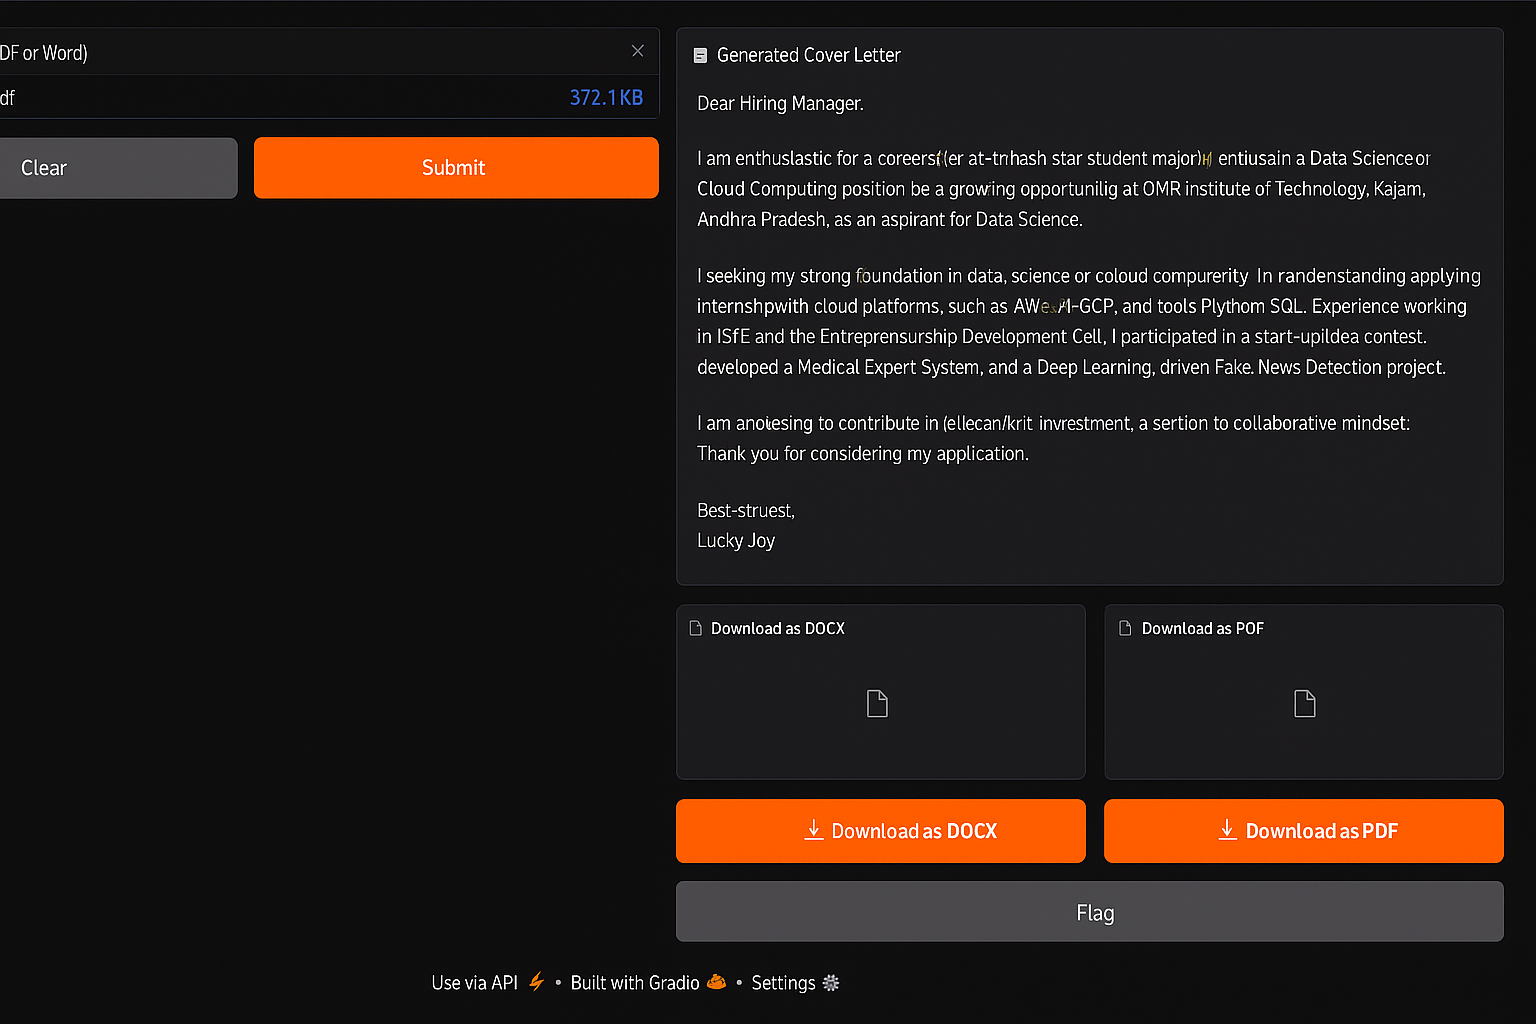 DF or Word)
df
372.1 KB
Clear
Submit
Generated Cover Letter
Dear Hiring Manager.
I am enthuslastic for a at-trihash star student major) entiusain a Data Science or
Cloud Computing position be a growring opportunilig at OMR institute of Technology, Kajam,
Andhra Pradesh, as an aspirant for Data Science.
I seeking my strong foundation in data, science or coloud compurerity In randenstanding applying
internshpwith cloud platforms, such as and tools Plythom SQL. Experience working
in ISfE and the Entreprensurship Development Cell, I participated in a start-upildea contest.
developed a Medical Expert System, and a Deep Learning, driven Fake. News Detection project.
I am to contribute in (ellecan/krit invrestment, a sertion to collaborative mindset:
Thank you for considering my application.
Best-struest,
Lucky Joy
Download as DOCX
Download as POF
Download as DOCX
Download as PDF
Flag
Use via API • Built with Gradio • Settings